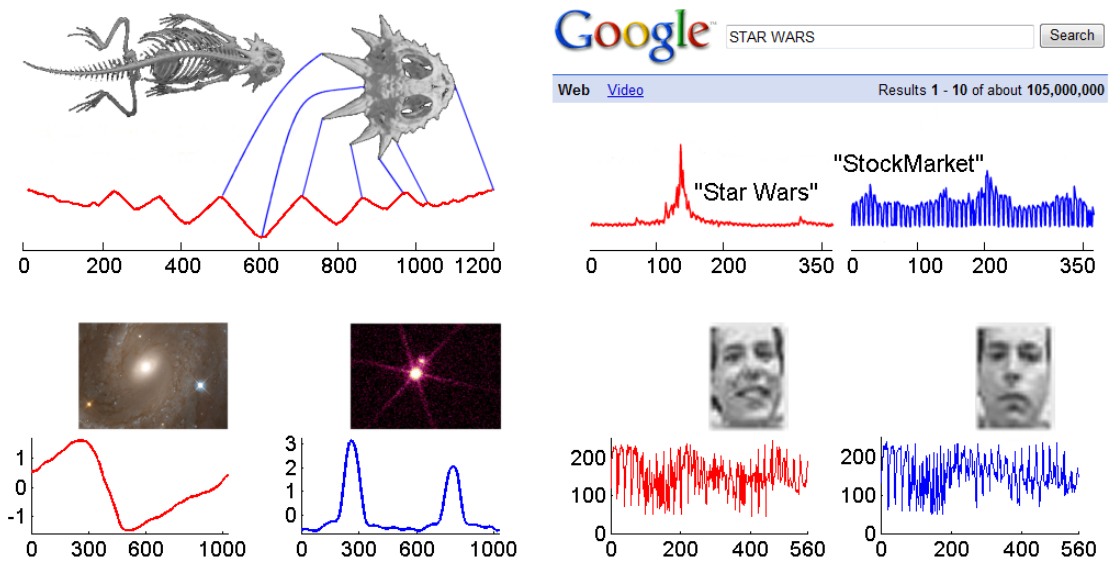 Google™ STAR WARS Search
Web Video Results 1 - 10 of about 105,000,000
"StockMarket"
"Star Wars"
0 200 400 600 800 1000 1200
0 100 200 350
0 100 200 350
1
0
-1
0 300 600 1000
3
2
1
0
0 300 600 1000
200
100
0
0 200 400 560
200
100
0
0 200 400 560